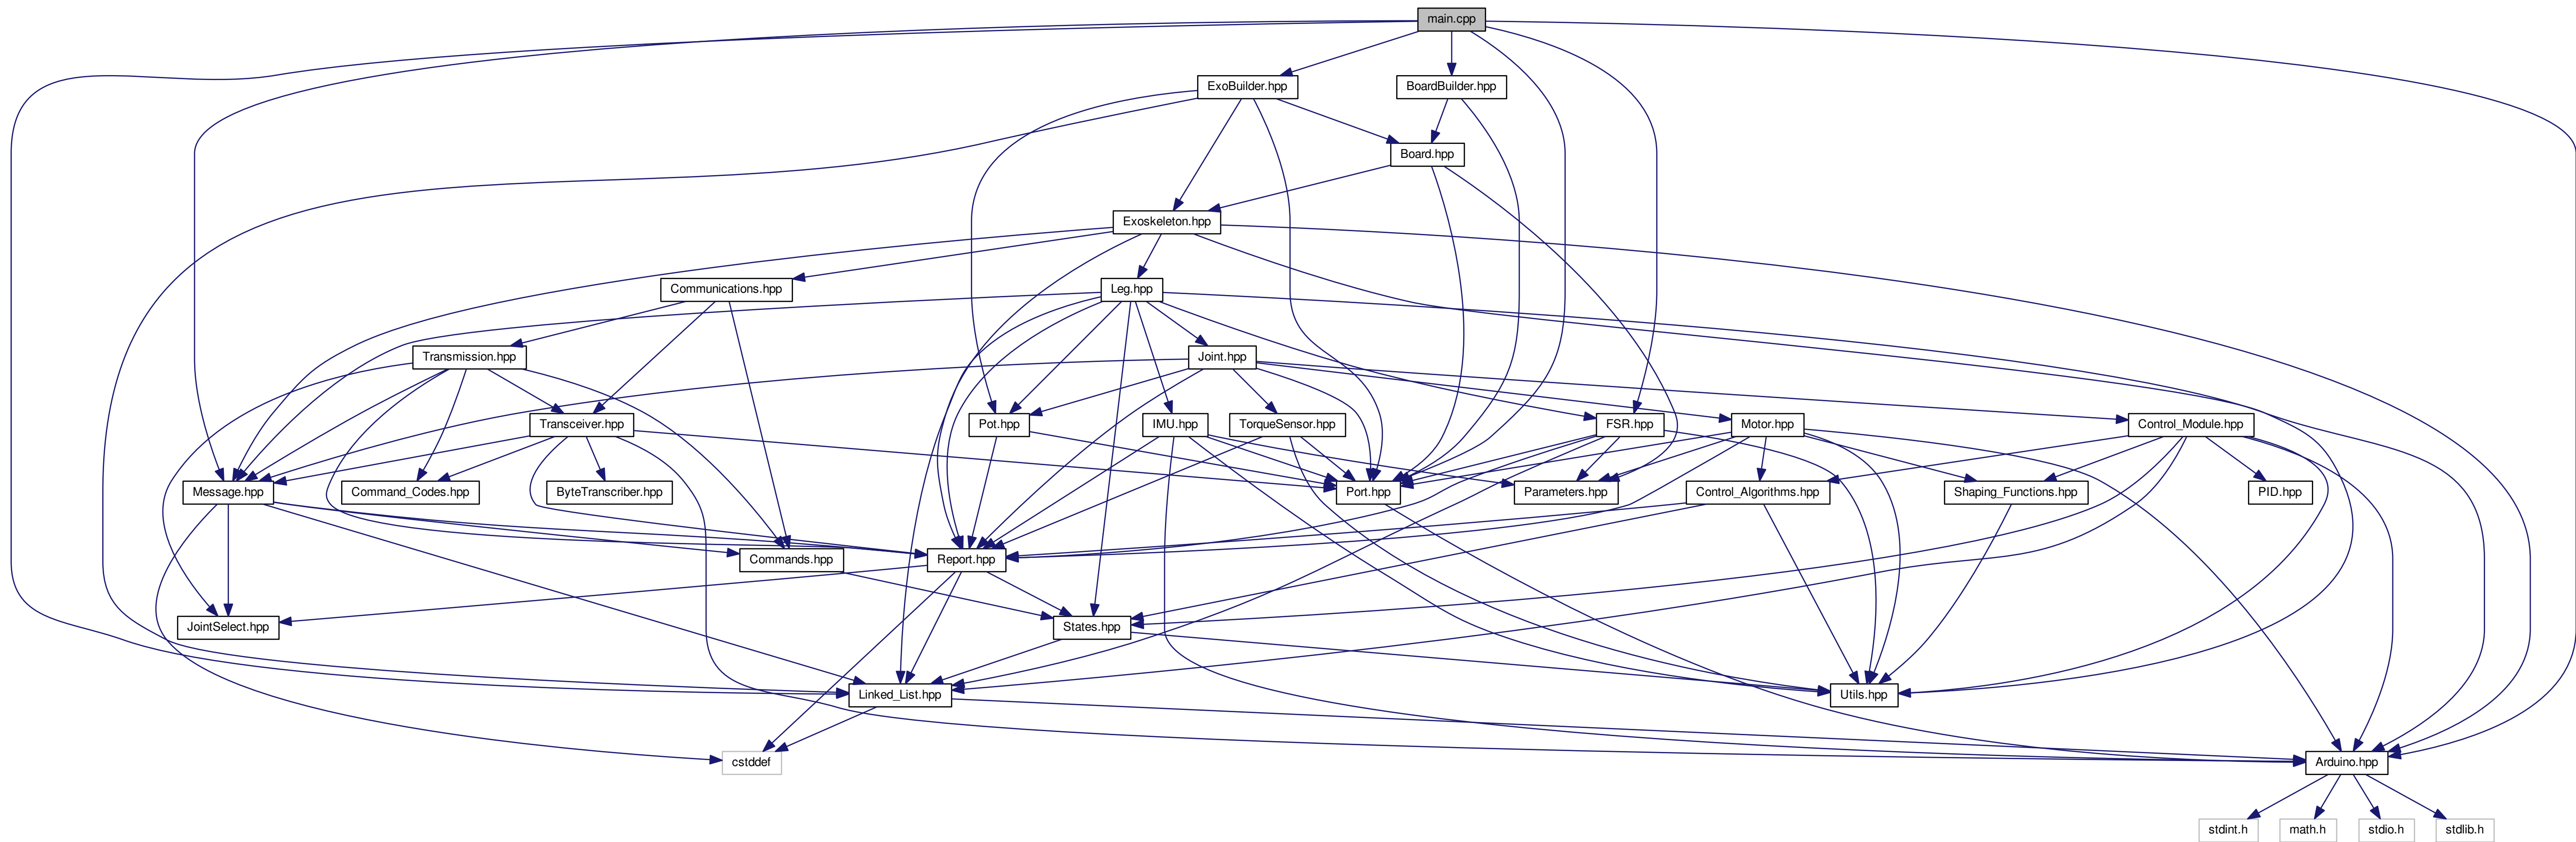 main.cpp
ExoBuilder.hpp
BoardBuilder.hpp
Board.hpp
Exoskeleton.hpp
Communications.hpp
Leg.hpp
Transmission.hpp
Joint.hpp
Transceiver.hpp
Pot.hpp
IMU.hpp
TorqueSensor.hpp
FSR.hpp
Motor.hpp
Control_Module.hpp
Message.hpp
Command_Codes.hpp
ByteTranscriber.hpp
Port.hpp
Parameters.hpp
Control_Algorithms.hpp
Shaping_Functions.hpp
PID.hpp
Commands.hpp
Report.hpp
JointSelect.hpp
States.hpp
Linked_List.hpp
Utils.hpp
cstddef
Arduino.hpp
stdint.h
math.h
stdio.h
stdlib.h